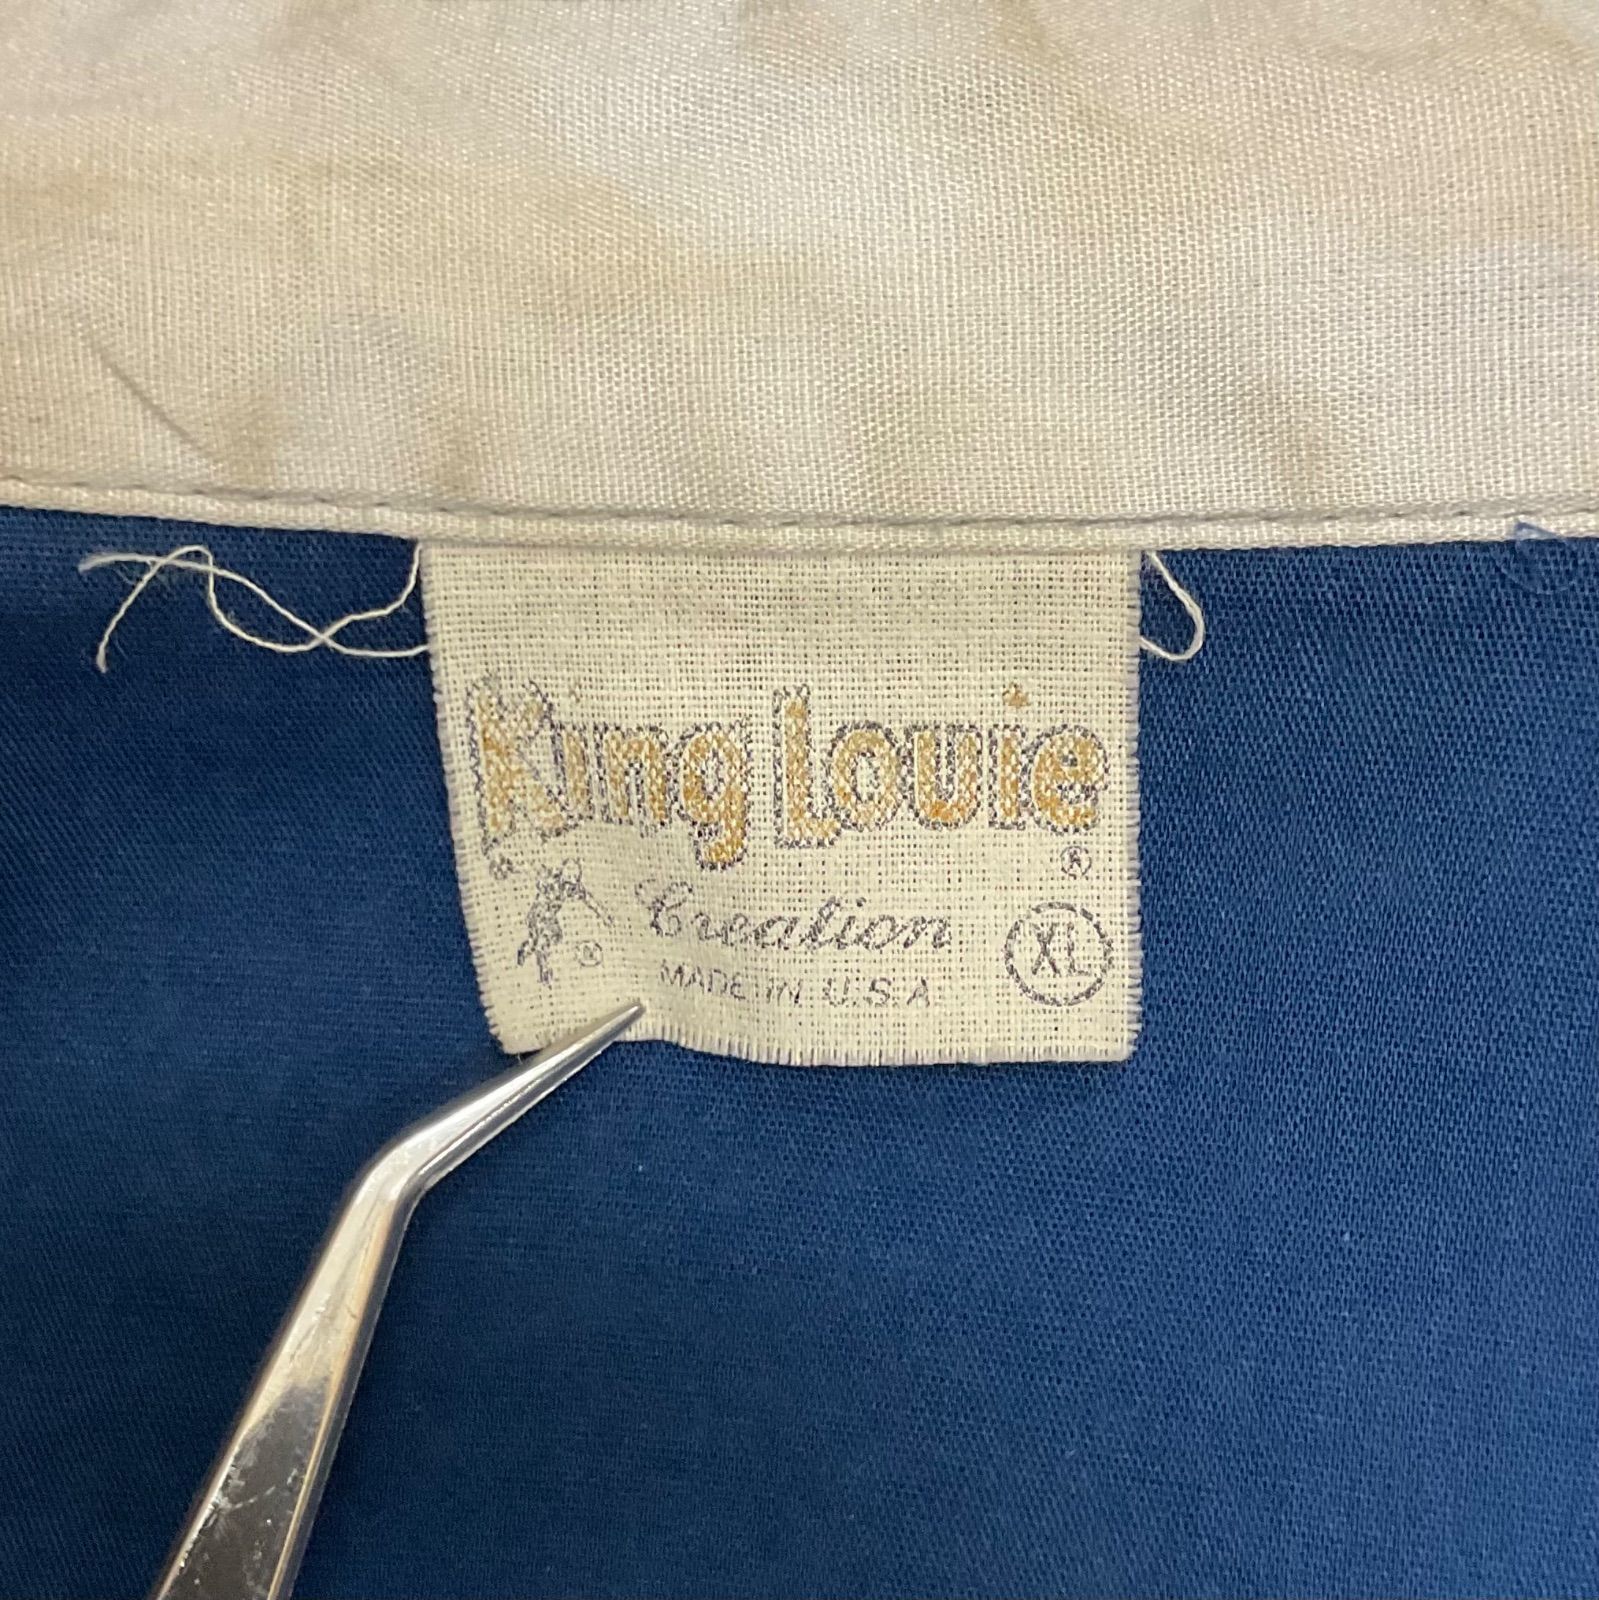 King Louie
®
Creation
®
MADE IN U.S.A
XL